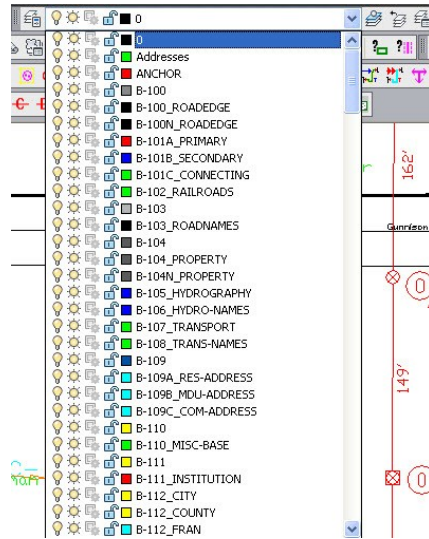 0
0
Addresses
ANCHOR
B-100
B-100_ROADEDGE
B-100N_ROADEDGE
B-101A_PRIMARY
B-101B_SECONDARY
B-101C_CONNECTING
B-102_RAILROADS
B-103
B-103_ROADNAMES
B-104
B-104_PROPERTY
B-104N_PROPERTY
B-105_HYDROGRAPHY
B-106_HYDRO-NAMES
B-107_TRANSPORT
B-108_TRANS-NAMES
B-109
B-109A_RES-ADDRESS
B-109B_MDU-ADDRESS
B-109C_COM-ADDRESS
B-110
B-110_MISC-BASE
B-111
B-111_INSTITUTION
B-112_CITY
B-112_COUNTY
B-112_FRAN
162'
Gunnison
0
149'
0